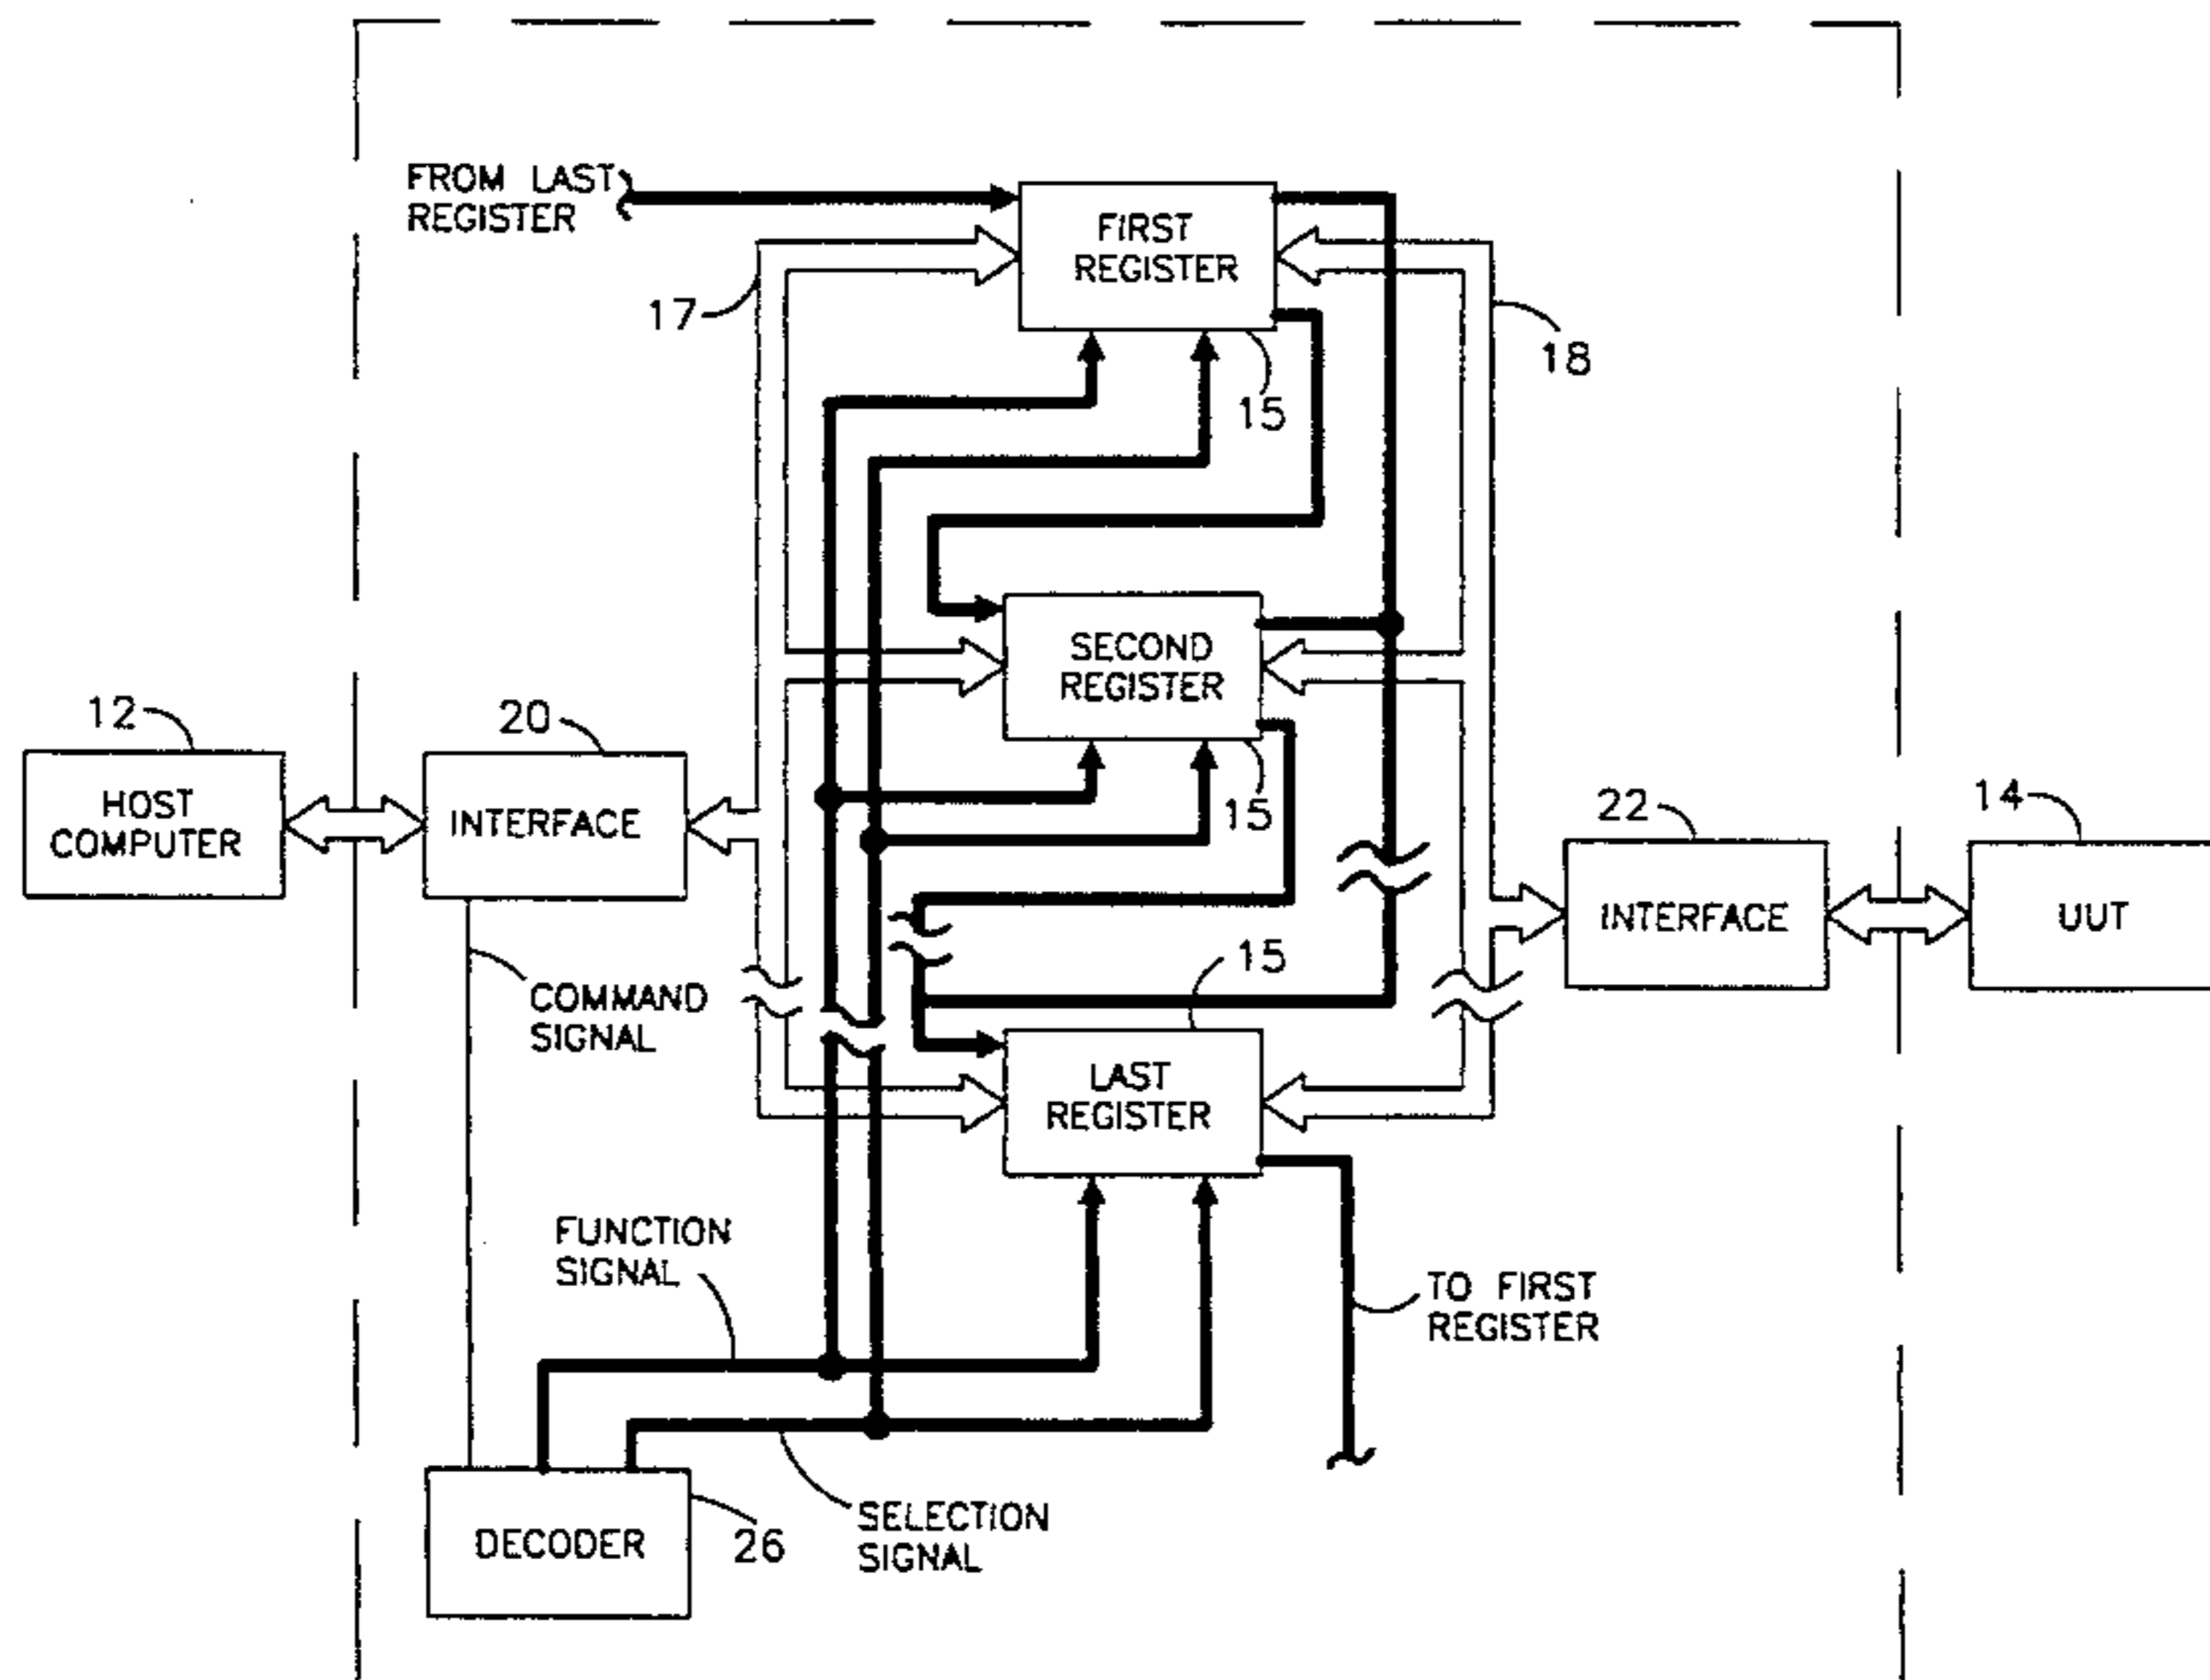 FROM LAST
REGISTER
FIRST
REGISTER
17
18
15
SECOND
REGISTER
12
20
HOST
COMPUTER
INTERFACE
15
22
14
INTERFACE
UUT
15
COMMAND
SIGNAL
LAST
REGISTER
FUNCTION
SIGNAL
TO FIRST
REGISTER
DECODER
26
SELECTION
SIGNAL